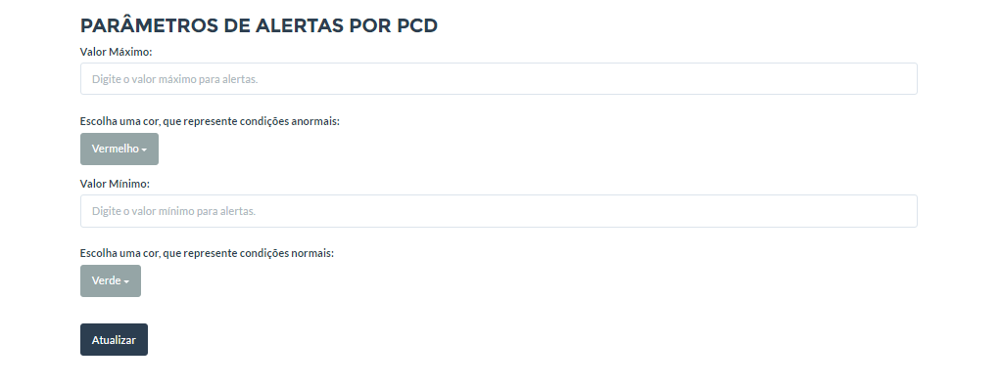 PARÂMETROS DE ALERTAS POR PCD
Valor Máximo:
Digite o valor máximo para alertas.
Escolha uma cor, que represente condições anormais:
Vermelho
Valor Mínimo:
Digite o valor mínimo para alertas.
Escolha uma cor, que represente condições normais:
Verde
Atualizar